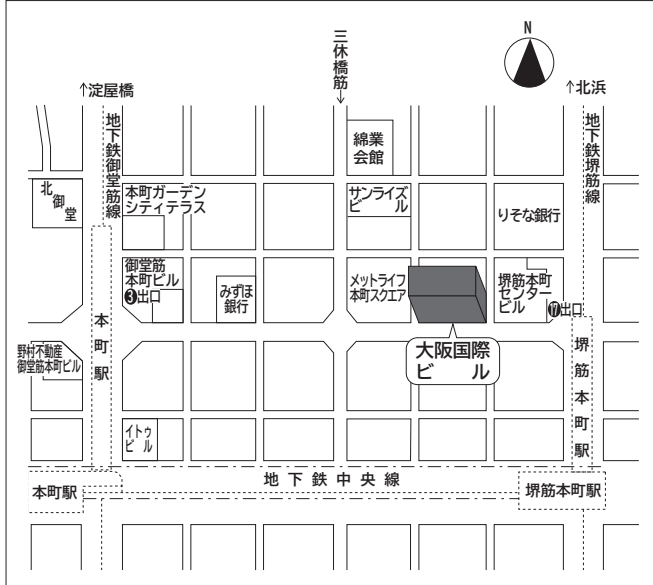 N
三休橋筋
↓
↑淀屋橋
↑北浜
地下鉄御堂筋線
地下鉄堺筋線
綿業
会館
北御堂
本町ガーデン
シティテラス
サンライズ
ビル
りそな銀行
御堂筋
本町ビル
❸出口
みずほ
銀行
メットライフ
本町スクエア
堺筋本町
センター
ビル
⓱出口
本町駅
野村不動産
御堂筋本町ビル
大阪国際
ビル
堺筋本町駅
イトゥ
ビル
地下鉄中央線
本町駅
堺筋本町駅